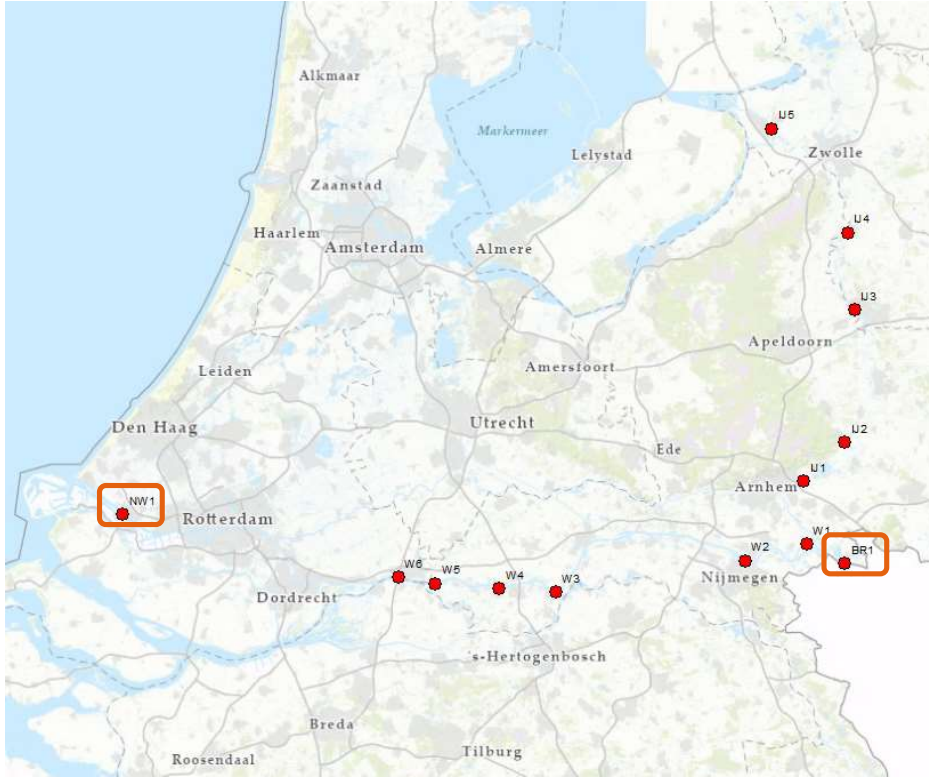 Alkmaar
IJ5
Markermeer
Zwolle
Lelystad
Zaanstad
IJ4
Haarlem
Amsterdam
Almere
IJ3
Apeldoorn
Amersfoort
Leiden
Den Haag
Utrecht
IJ2
Ede
IJ1
Arnhem
NW1
Rotterdam
W1
BR1
W2
W6
W5
W4
W3
Nijmegen
Dordrecht
's-Hertogenbosch
Breda
Tilburg
Roosendaal